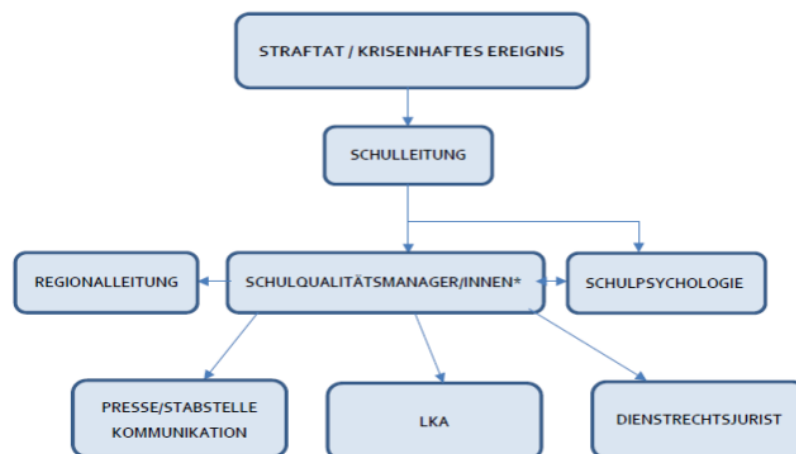 STRAFTAT / KRISENHAFTES EREIGNIS
SCHULLEITUNG
REGIONALLEITUNG
SCHULQUALITÄTSMANAGER/INNEN*
SCHULPSYCHOLOGIE
PRESSE/STABSTELLE
KOMMUNIKATION
LKA
DIENSTRECHTSJURIST